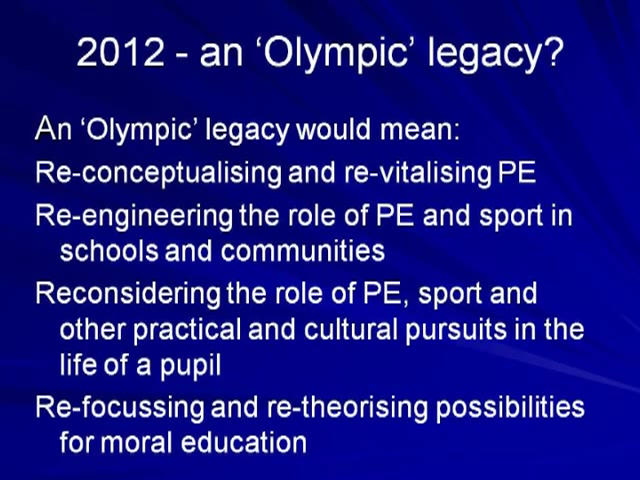 2012 - an ‘Olympic’ legacy?
An ‘Olympic’ legacy would mean:
Re-conceptualising and re-vitalising PE
Re-engineering the role of PE and sport in
schools and communities
Reconsidering the role of PE, sport and
other practical and cultural pursuits in the
life of a pupil
Re-focussing and re-theorising possibilities
for moral education